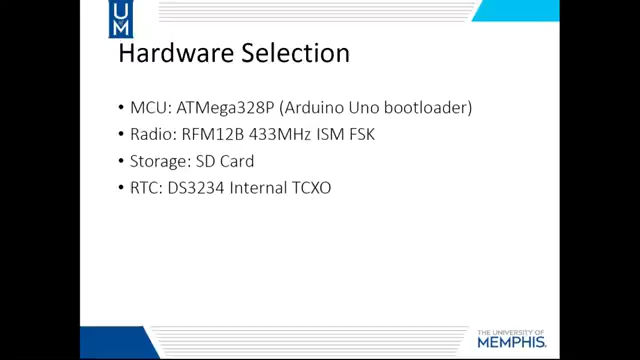 UM
Hardware Selection
• MCU: ATMega328P (Arduino Uno bootloader)
• Radio: RFM12B 433MHz ISM FSK
• Storage: SD Card
• RTC: DS3234 Internal TCXO
THE UNIVERSITY OF
MEMPHIS.